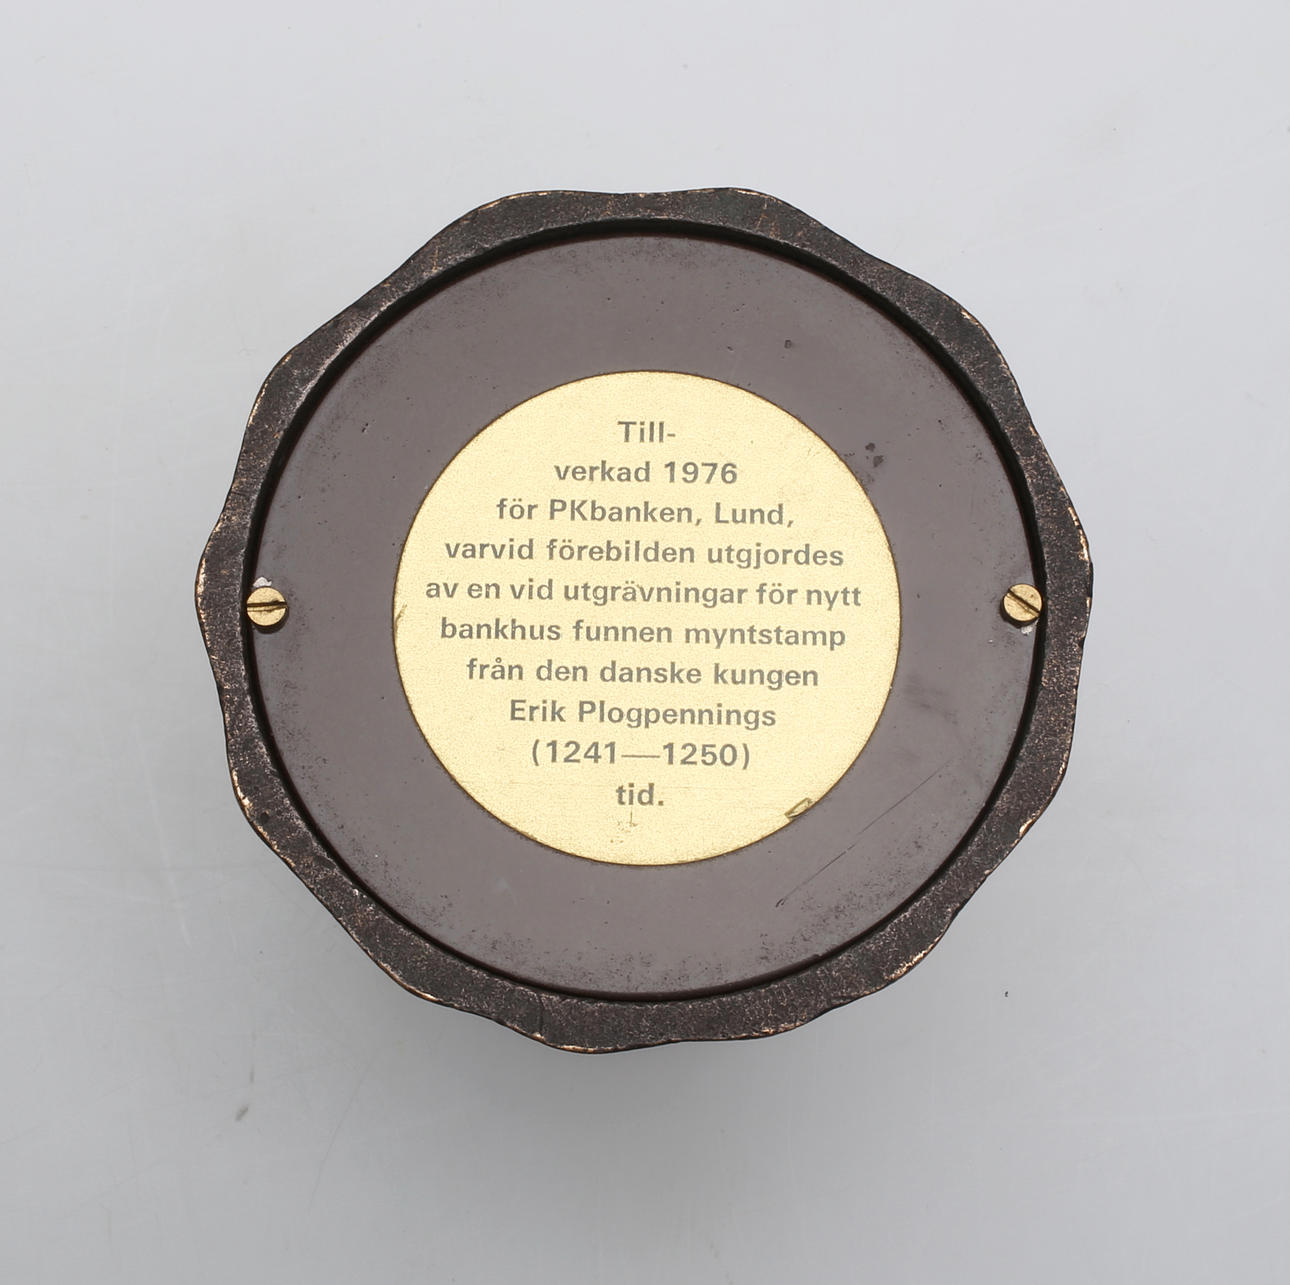 Till-
verkad 1976
för PKbanken, Lund,
varvid förebilden utgjordes
av en vid utgrävningar för nytt
bankhus funnen myntstamp
från den danske kungen
Erik Plogpennings
(1241—1250)
tid.